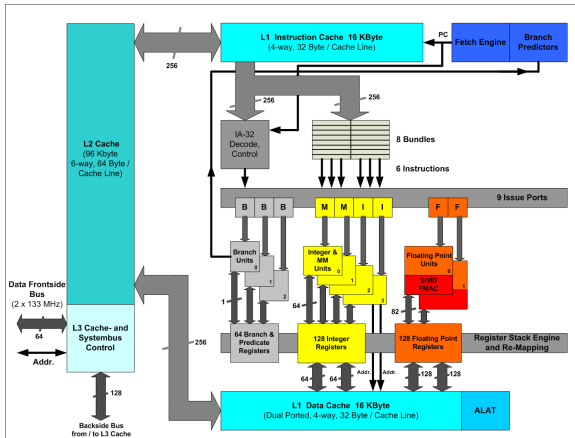 L1 Instruction Cache 16 KByte
(4-way, 32 Byte / Cache Line)
PC
Fetch Engine
Branch
Predictors
256
256
256
L2 Cache
(96 Kbyte
6-way, 64 Byte /
Cache Line)
IA-32
Decode,
Control
8 Bundles
6 Instructions
9 Issue Ports
B B B
M M I I
F F
Branch
Units
0
1
2
Integer &
MM
Units
0
1
2
3
Floating Point
Units
0
SIMD
FMAC
1
Data Frontside
Bus
(2 x 133 MHz)
64
Addr.
L3 Cache- and
Systembus
Control
1
64
82
256
64 Branch &
Predicate
Registers
128 Integer
Registers
128 Floating Point
Registers
Register Stack Engine
and Re-Mapping
128
64
64
Addr.
Addr.
128
128
Backside Bus
from / to L3 Cache
L1 Data Cache 16 KByte
(Dual Ported, 4-way, 32 Byte / Cache Line)
ALAT